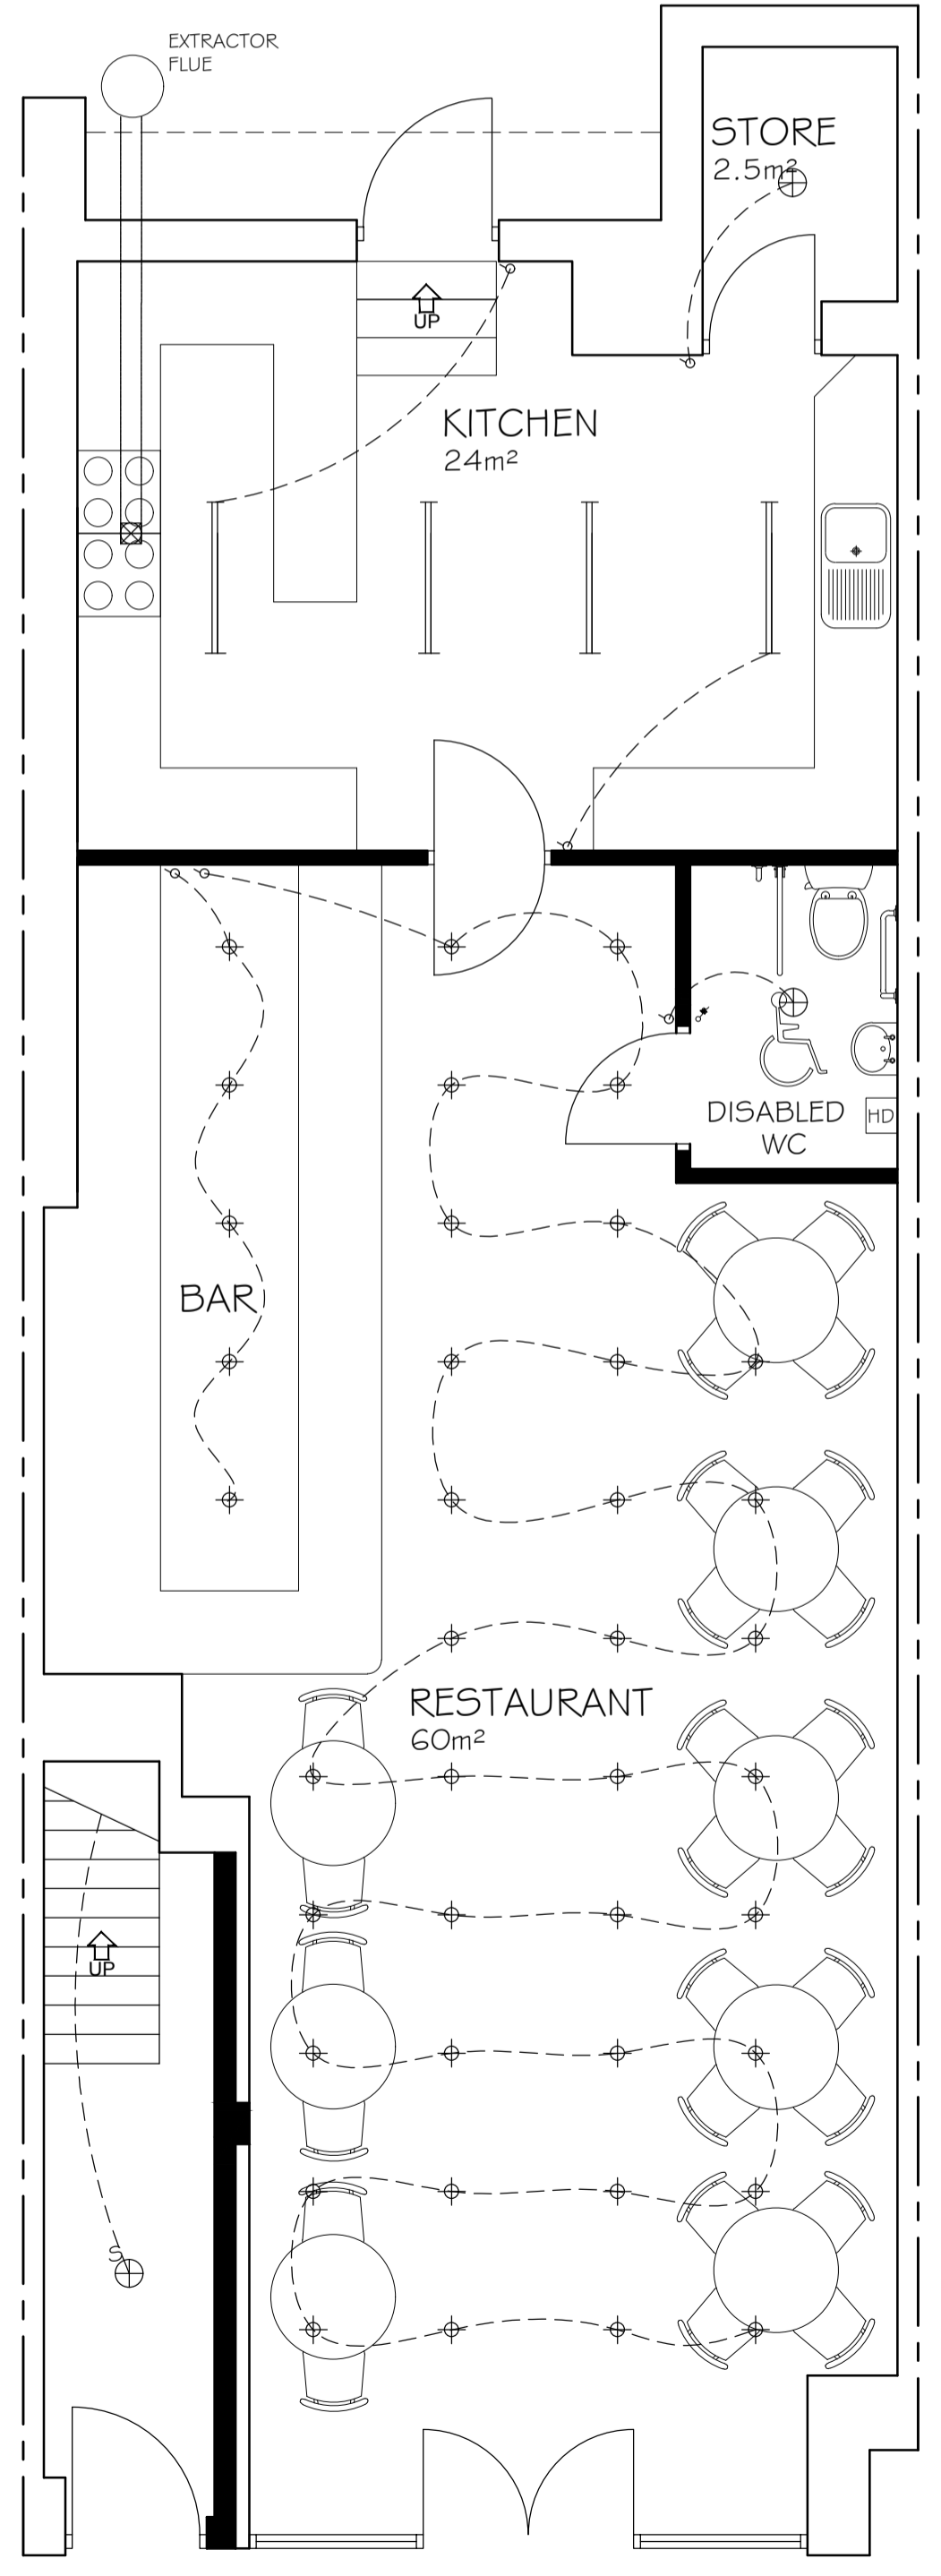 EXTRACTOR
FLUE
STORE
2.5m²
UP
KITCHEN
24m²
DISABLED
WC
HD
BAR
RESTAURANT
60m²
UP
S